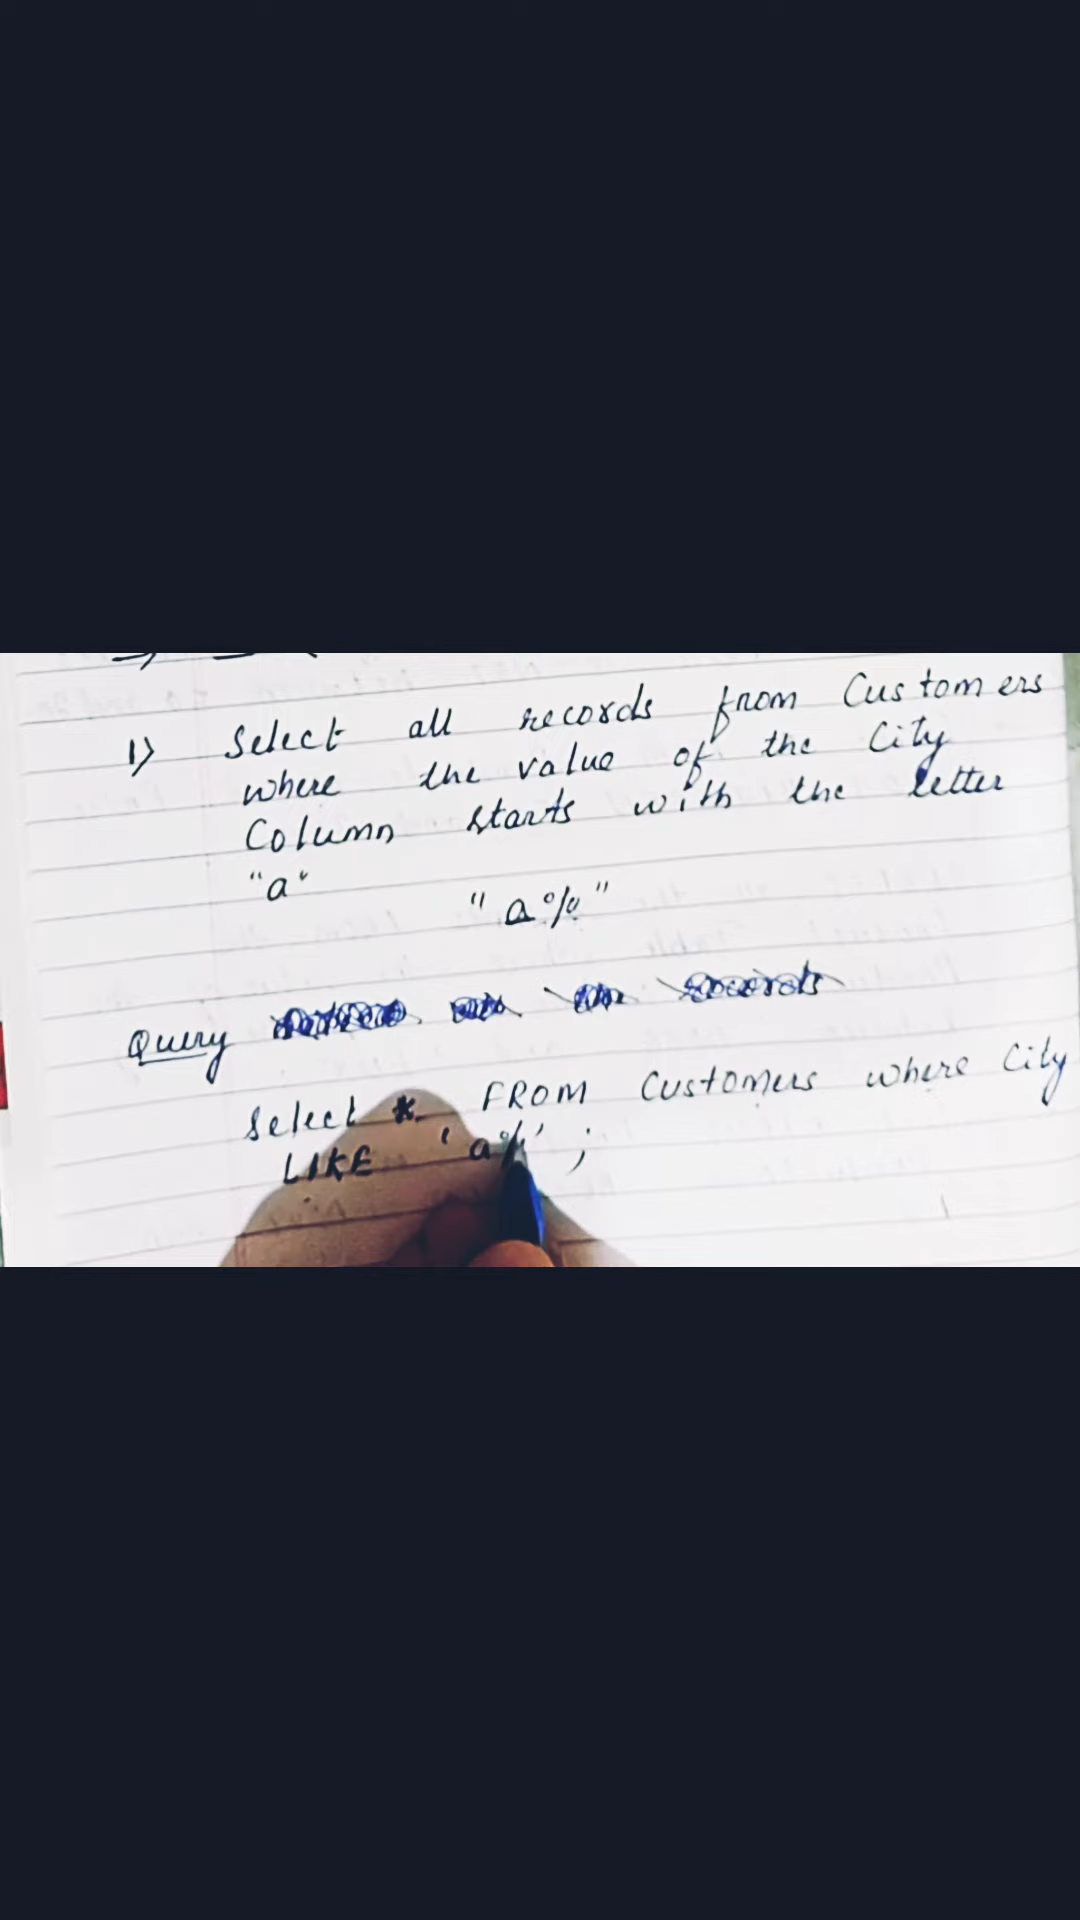 1) Select all records from Customers
where the value of the City
Column starts with the letter
"a"
"a%"
Query
Select * FROM Customers where City
LIKE 'a%' ;